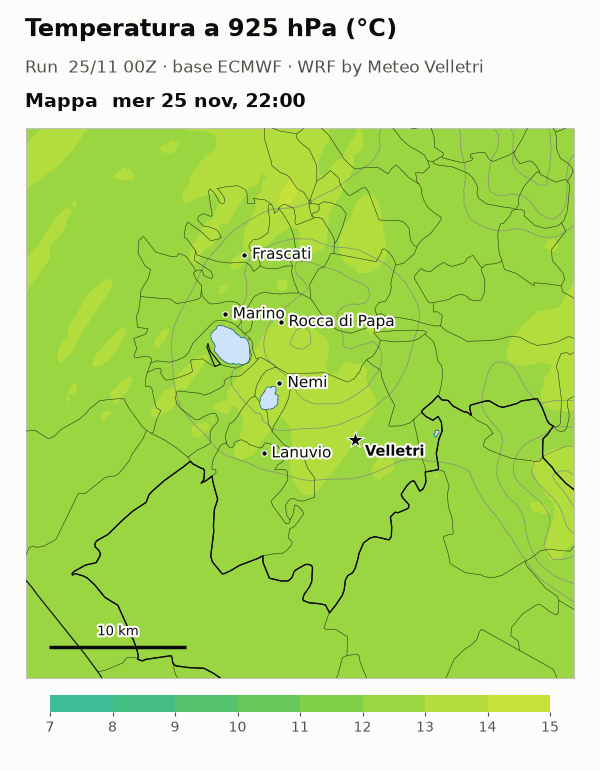 Temperatura a 925 hPa (°C)
Run  25/11 00Z · base ECMWF · WRF by Meteo Velletri
Mappa  mer 25 nov, 22:00
Frascati
Marino
Rocca di Papa
Nemi
Velletri
Lanuvio
10 km
7 8 9 10 11 12 13 14 15